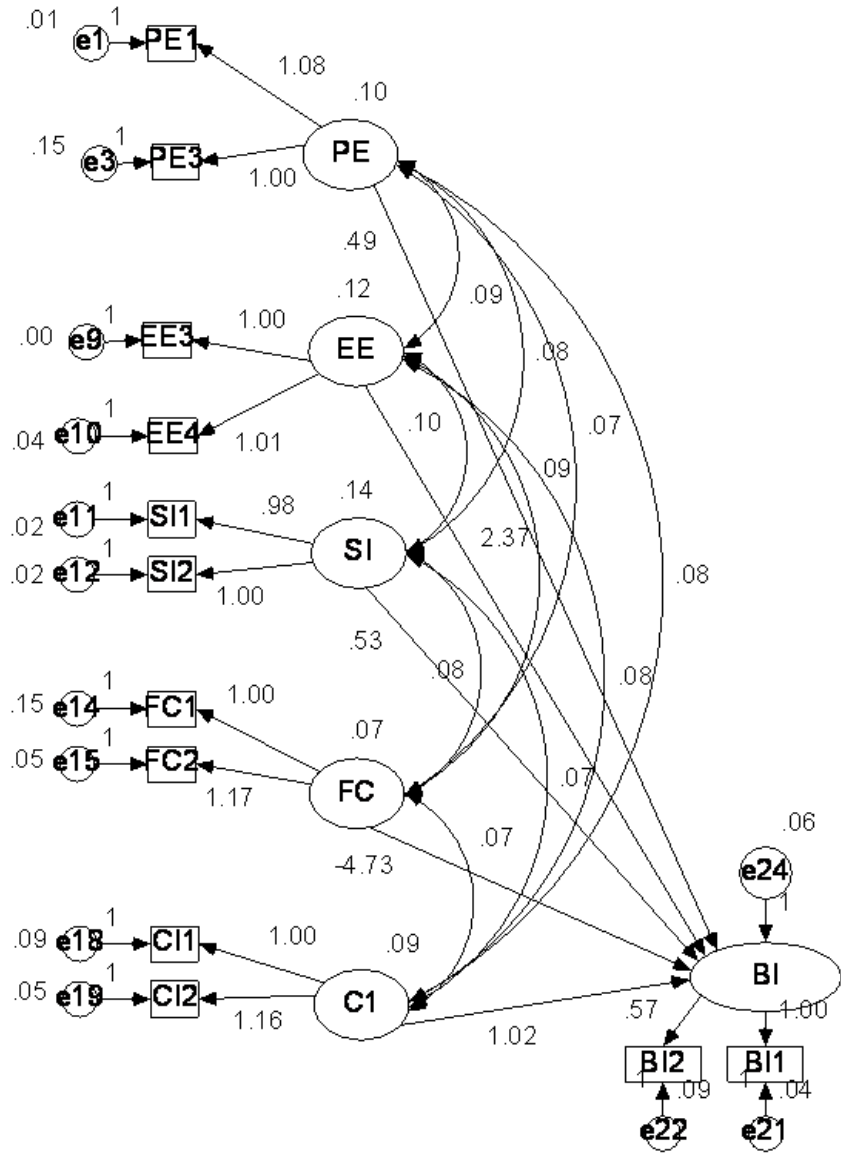 .01 1
e1 PE1
1.08
.10
.15 1
e3 PE3 PE
1.00
.49
.12 .09
1
.00 e9 EE3 1.00 EE
.08
.07
1
.04 e10 EE4 1.01 .10
1 .98 .14 .09
.02 e11 SI1
1 2.37
.02 e12 SI2 SI
1.00 .08
.53
.08 .08
1
.15 e14 FC1 1.00 .07
1
.05 e15 FC2 FC .07
1.17
-4.73 .07 .06
e24
1
1
.09 e18 CI1 1.00 .09
1
.05 e19 CI2 C1 BI
1.16 1.02 .57 1.00
BI2 BI1
1 .09 1 .04
e22 e21